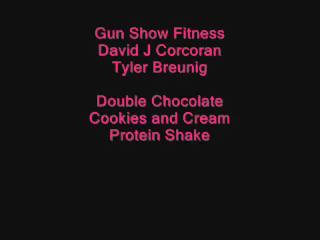 Gun Show Fitness
David J Corcoran
Tyler Breunig
Double Chocolate
Cookies and Cream
Protein Shake